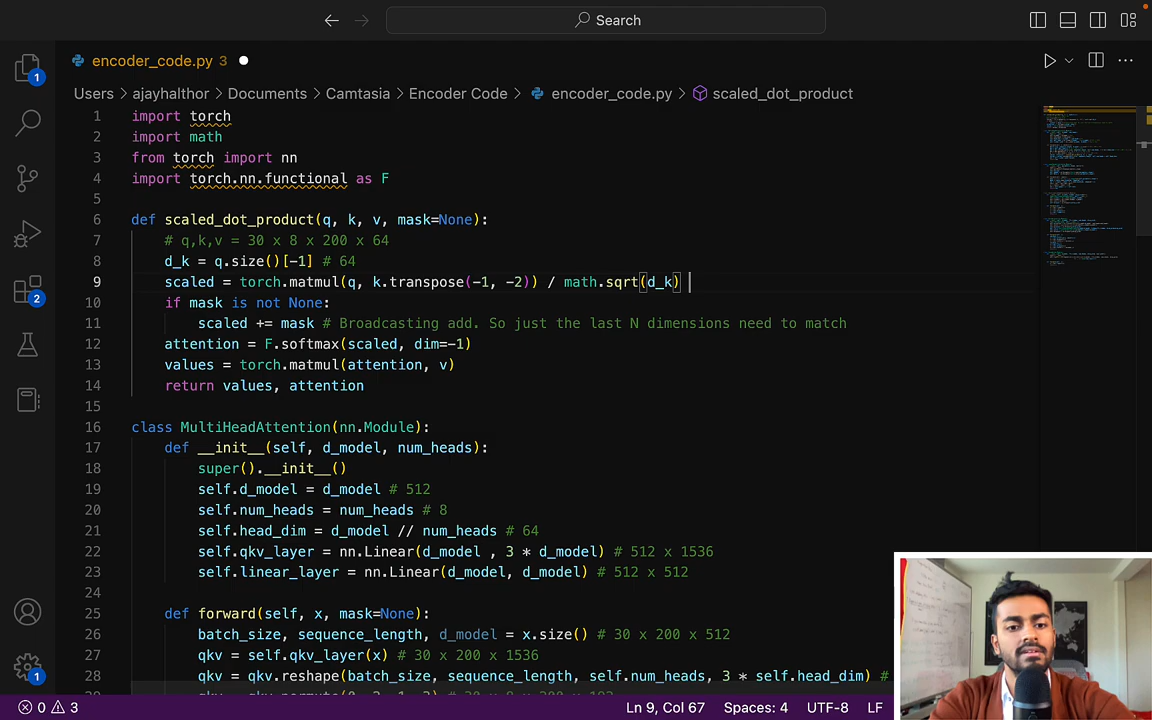 Search
encoder_code.py 3
Users > ajayhalthor > Documents > Camtasia > Encoder Code > encoder_code.py > scaled_dot_product
1 import torch
2 import math
3 from torch import nn
4 import torch.nn.functional as F
5
6 def scaled_dot_product(q, k, v, mask=None):
7 # q,k,v = 30 x 8 x 200 x 64
8 d_k = q.size()[-1] # 64
9 scaled = torch.matmul(q, k.transpose(-1, -2)) / math.sqrt(d_k)
10 if mask is not None:
11 scaled += mask # Broadcasting add. So just the last N dimensions need to match
12 attention = F.softmax(scaled, dim=-1)
13 values = torch.matmul(attention, v)
14 return values, attention
15
16 class MultiHeadAttention(nn.Module):
17 def __init__(self, d_model, num_heads):
18 super().__init__()
19 self.d_model = d_model # 512
20 self.num_heads = num_heads # 8
21 self.head_dim = d_model // num_heads # 64
22 self.qkv_layer = nn.Linear(d_model , 3 * d_model) # 512 x 1536
23 self.linear_layer = nn.Linear(d_model, d_model) # 512 x 512
24
25 def forward(self, x, mask=None):
26 batch_size, sequence_length, d_model = x.size() # 30 x 200 x 512
27 qkv = self.qkv_layer(x) # 30 x 200 x 1536
28 qkv = qkv.reshape(batch_size, sequence_length, self.num_heads, 3 * self.head_dim) #
1
2
1
0 3
Ln 9, Col 67
Spaces: 4
UTF-8
LF